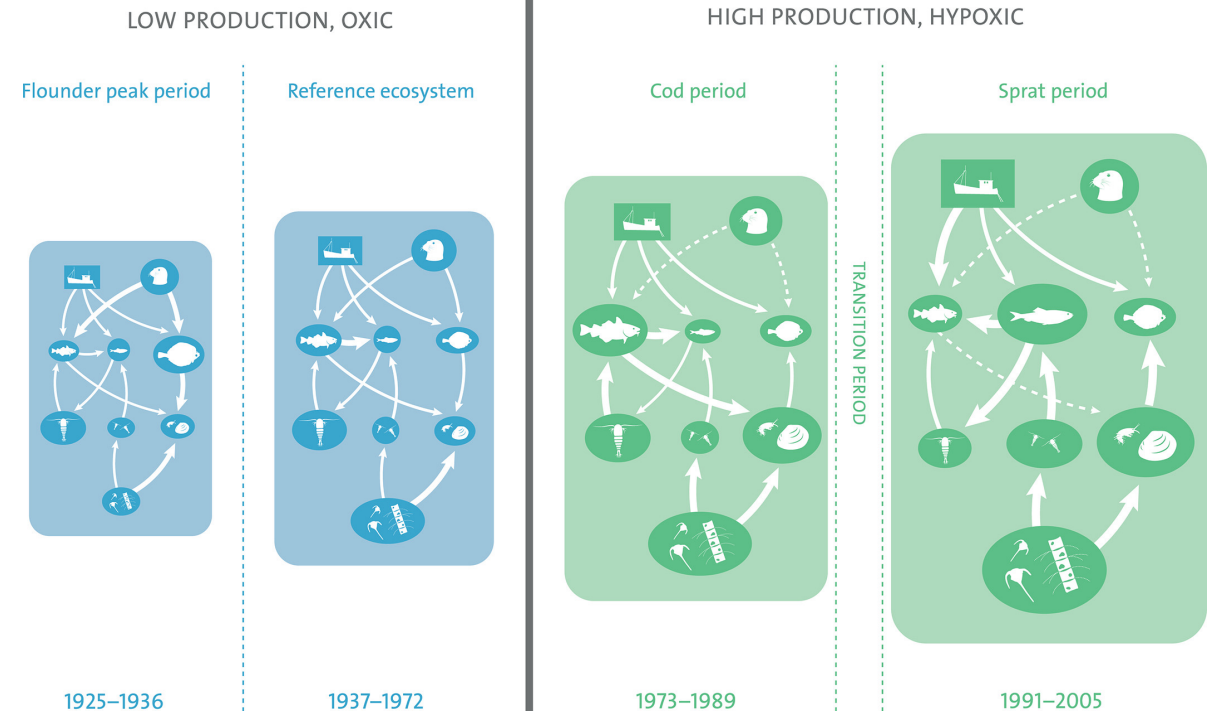 LOW PRODUCTION, OXIC
HIGH PRODUCTION, HYPOXIC
Flounder peak period
Reference ecosystem
Cod period
Sprat period
TRANSITION PERIOD
1925–1936
1937–1972
1973–1989
1991–2005